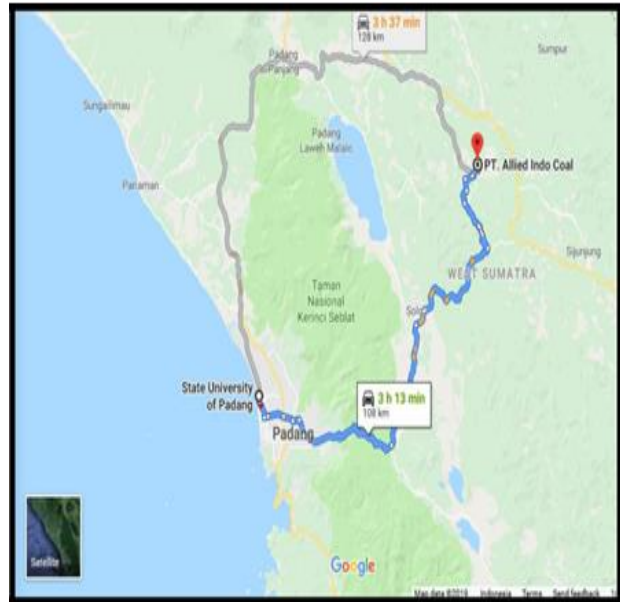 3 h 37 min
128 km
Padang
Panjang
Sumpur
Sungailimau
Padang
Laweh Malalo
PT. Allied Indo Coal
Pariaman
Sijunjung
WEST SUMATRA
Taman
Nasional
Kerinci Seblat
Solok
State University
of Padang
3 h 13 min
108 km
Padang
Satellite
Google
Map data ©2019 Indonesia Terms Send feedback